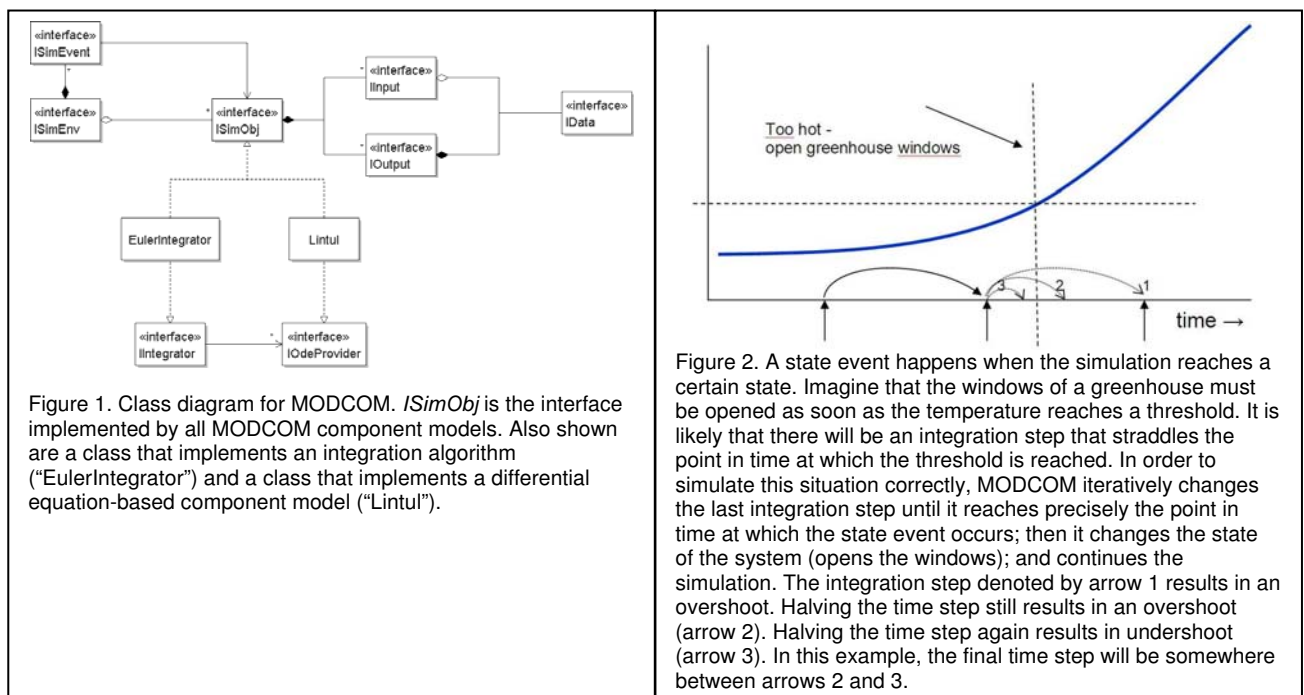 «interface»
ISimEvent
*
«interface»
ISimEnv
*
«interface»
ISimObj
*
«interface»
IInput
*
«interface»
IOutput
«interface»
IData
EulerIntegrator
Lintul
«interface»
IIntegrator
*
«interface»
IOdeProvider
Figure 1. Class diagram for MODCOM. ISimObj is the interface
implemented by all MODCOM component models. Also shown
are a class that implements an integration algorithm
(“EulerIntegrator”) and a class that implements a differential
equation-based component model (“Lintul”).
Too hot -
open greenhouse windows
3
2
1
time →
Figure 2. A state event happens when the simulation reaches a
certain state. Imagine that the windows of a greenhouse must
be opened as soon as the temperature reaches a threshold. It is
likely that there will be an integration step that straddles the
point in time at which the threshold is reached. In order to
simulate this situation correctly, MODCOM iteratively changes
the last integration step until it reaches precisely the point in
time at which the state event occurs; then it changes the state
of the system (opens the windows); and continues the
simulation. The integration step denoted by arrow 1 results in an
overshoot. Halving the time step still results in an overshoot
(arrow 2). Halving the time step again results in undershoot
(arrow 3). In this example, the final time step will be somewhere
between arrows 2 and 3.